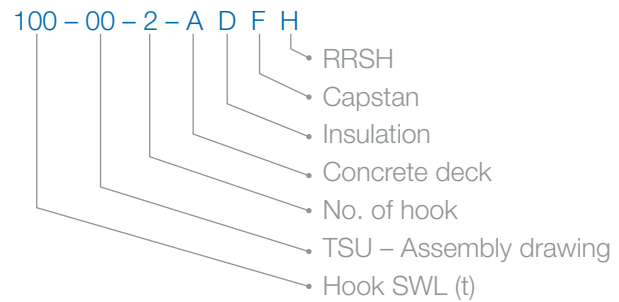 100 – 00 – 2 – A D F H
RRSH
Capstan
Insulation
Concrete deck
No. of hook
TSU – Assembly drawing
Hook SWL (t)